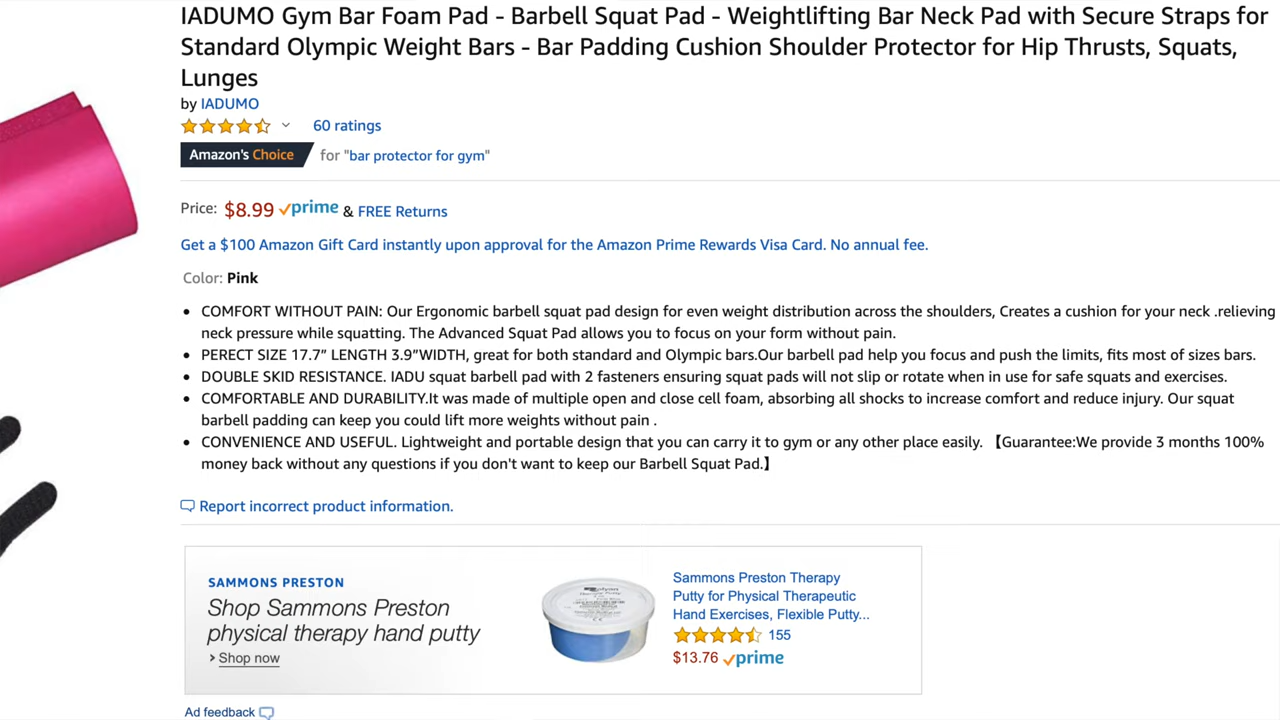 IADUMO Gym Bar Foam Pad - Barbell Squat Pad - Weightlifting Bar Neck Pad with Secure Straps for
Standard Olympic Weight Bars - Bar Padding Cushion Shoulder Protector for Hip Thrusts, Squats,
Lunges
by IADUMO
60 ratings
Amazon's Choice for "bar protector for gym"
Price: $8.99 prime & FREE Returns
Get a $100 Amazon Gift Card instantly upon approval for the Amazon Prime Rewards Visa Card. No annual fee.
Color: Pink
• COMFORT WITHOUT PAIN: Our Ergonomic barbell squat pad design for even weight distribution across the shoulders, Creates a cushion for your neck .relieving
neck pressure while squatting. The Advanced Squat Pad allows you to focus on your form without pain.
• PERECT SIZE 17.7” LENGTH 3.9”WIDTH, great for both standard and Olympic bars.Our barbell pad help you focus and push the limits, fits most of sizes bars.
• DOUBLE SKID RESISTANCE. IADU squat barbell pad with 2 fasteners ensuring squat pads will not slip or rotate when in use for safe squats and exercises.
• COMFORTABLE AND DURABILITY.It was made of multiple open and close cell foam, absorbing all shocks to increase comfort and reduce injury. Our squat
barbell padding can keep you could lift more weights without pain .
• CONVENIENCE AND USEFUL. Lightweight and portable design that you can carry it to gym or any other place easily. 【Guarantee:We provide 3 months 100%
money back without any questions if you don't want to keep our Barbell Squat Pad.】
Report incorrect product information.
SAMMONS PRESTON
Shop Sammons Preston
physical therapy hand putty
Shop now
Sammons Preston Therapy
Putty for Physical Therapeutic
Hand Exercises, Flexible Putty...
155
$13.76 prime
Ad feedback